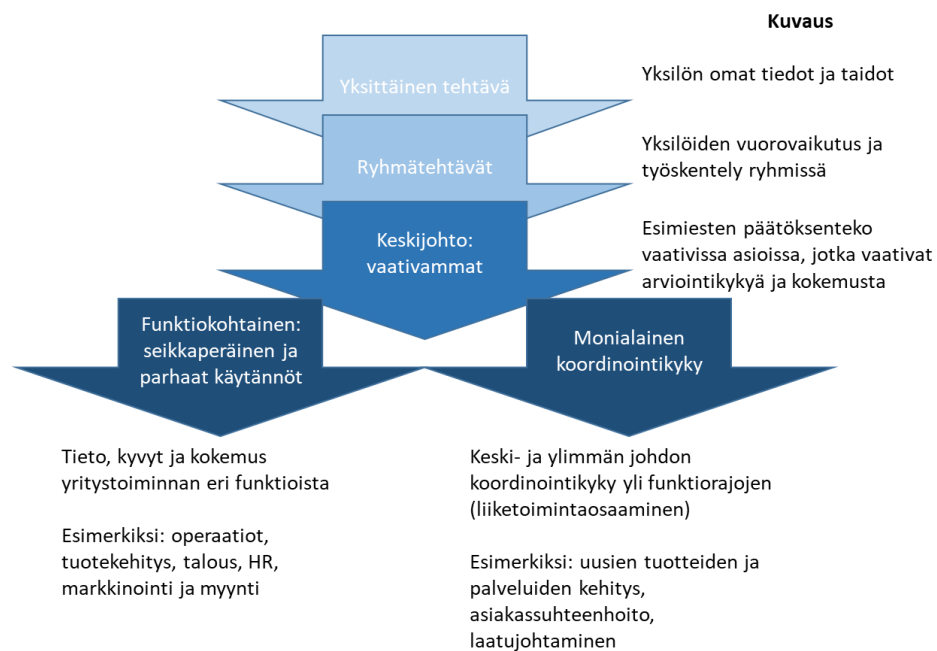 Kuvaus
Yksittäinen tehtävä
Yksilön omat tiedot ja taidot
Ryhmätehtävät
Yksilöiden vuorovaikutus ja
työskentely ryhmissä
Keskijohto:
vaativammat
Esimiesten päätöksenteko
vaativissa asioissa, jotka vaativat
arviointikykyä ja kokemusta
Funktiokohtainen:
seikkaperäinen ja
parhaat käytännöt
Monialainen
koordinointikyky
Tieto, kyvyt ja kokemus
yritystoiminnan eri funktioista
Esimerkiksi: operaatiot,
tuotekehitys, talous, HR,
markkinointi ja myynti
Keski- ja ylimmän johdon
koordinointikyky yli funktiorajojen
(liiketoimintaosaaminen)
Esimerkiksi: uusien tuotteiden ja
palveluiden kehitys,
asiakassuhteenhoito,
laatujohtaminen